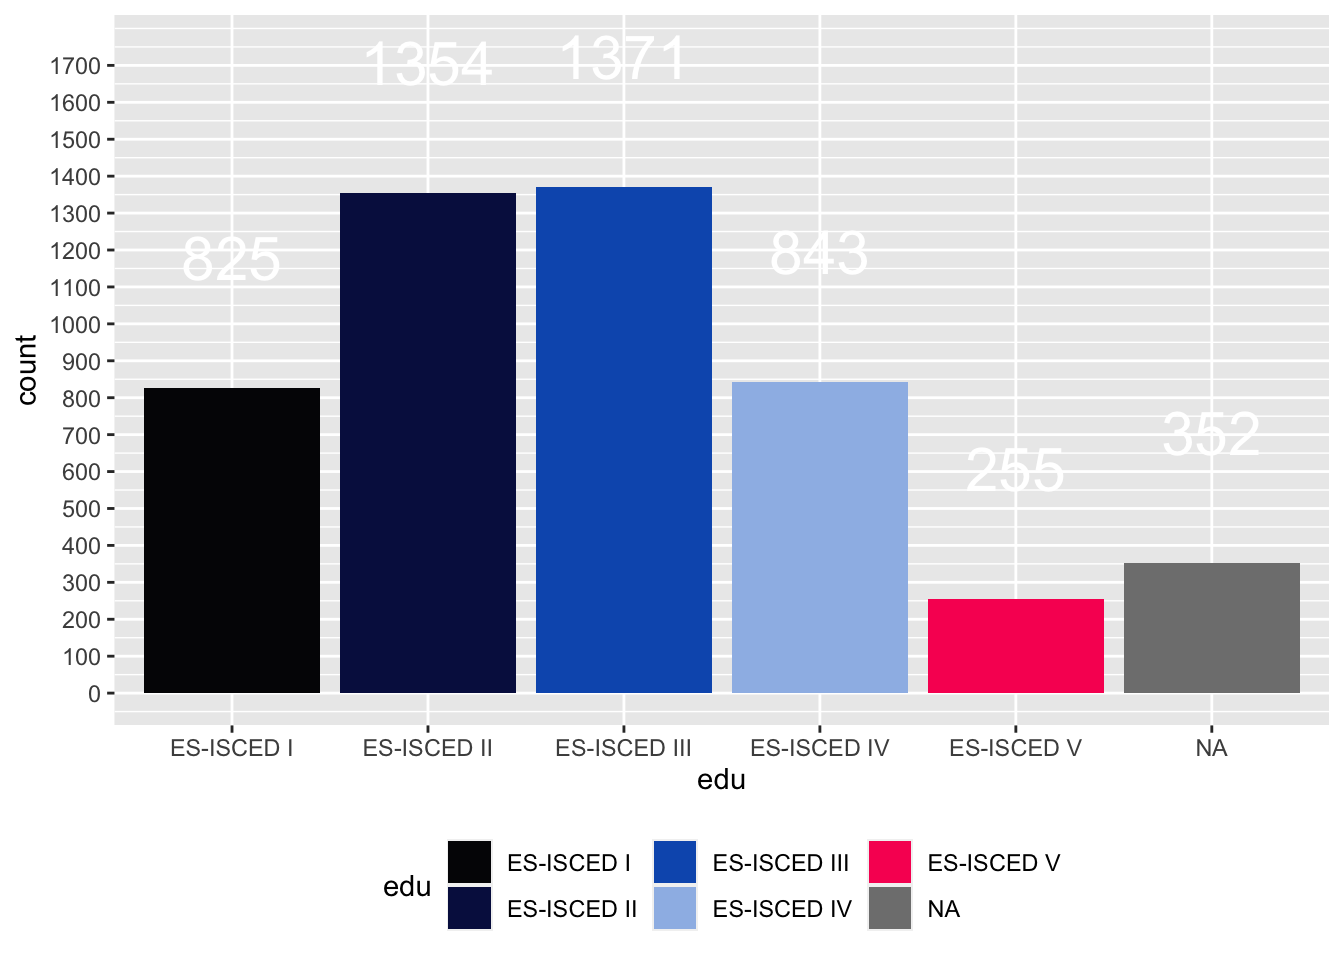 1700
1600
1500
1400
1300
1200
1100
1000
900
800
700
600
500
400
300
200
100
0
count
825
1354
1371
843
255
352
ES-ISCED I
ES-ISCED II
ES-ISCED III
ES-ISCED IV
ES-ISCED V
NA
edu
edu
ES-ISCED I
ES-ISCED II
ES-ISCED III
ES-ISCED IV
ES-ISCED V
NA